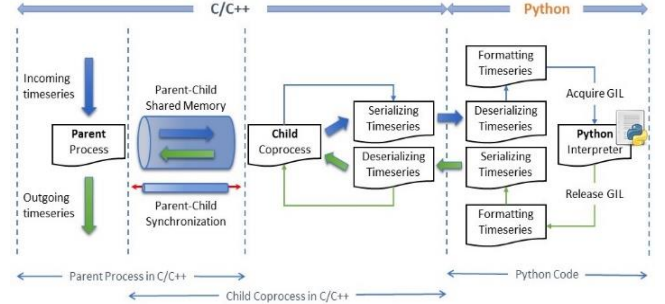 C/C++
Python
Incoming
timeseries
Parent
Process
Outgoing
timeseries
Parent-Child
Shared Memory
Parent-Child
Synchronization
Child
Coprocess
Serializing
Timeseries
Deserializing
Timeseries
Formatting
Timeseries
Deserializing
Timeseries
Serializing
Timeseries
Formatting
Timeseries
Acquire GIL
Python
Interpreter
Release GIL
Parent Process in C/C++
Child Coprocess in C/C++
Python Code